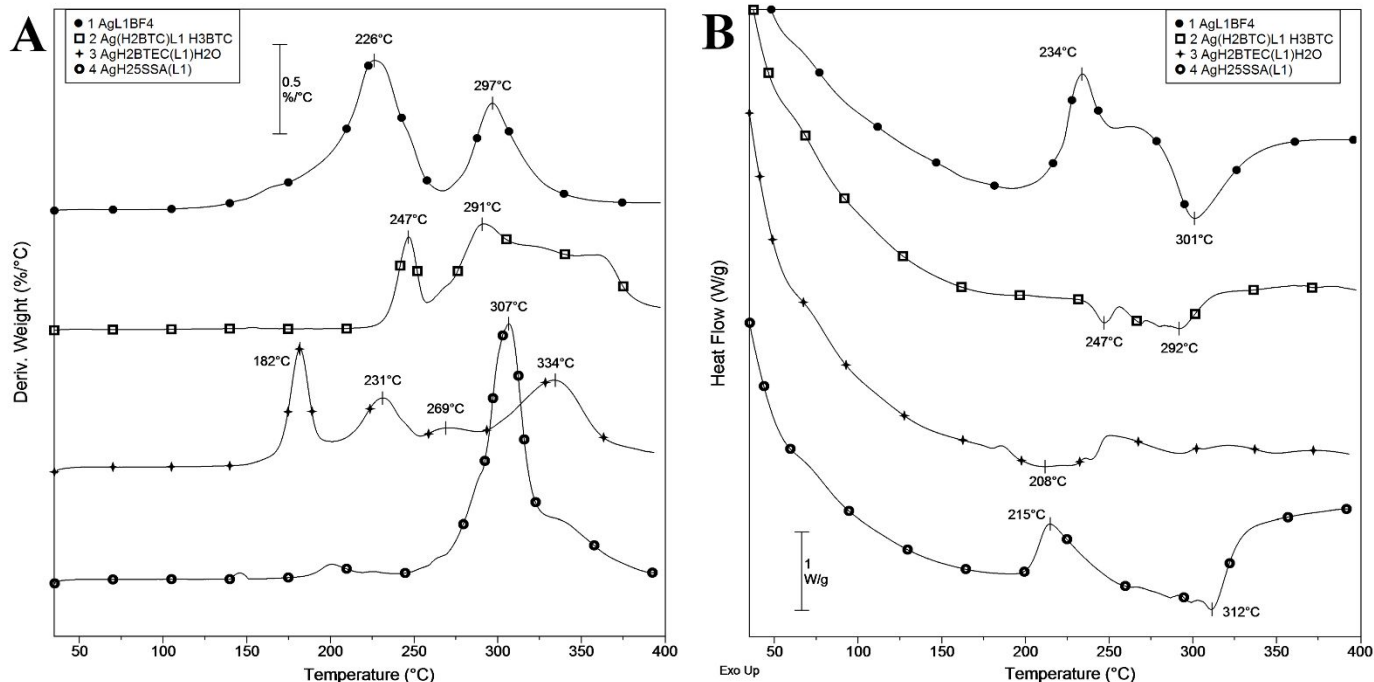 A
1 AgL1BF4
2 Ag(H2BTC)L1 H3BTC
3 AgH2BTEC(L1)H2O
4 AgH25SSA(L1)
0.5
%/°C
226°C
297°C
247°C
291°C
307°C
182°C
231°C
269°C
334°C
Deriv. Weight (%/°C)
0
50
100
150
200
250
300
350
400
Temperature (°C)
B
1 AgL1BF4
2 Ag(H2BTC)L1 H3BTC
3 AgH2BTEC(L1)H2O
4 AgH25SSA(L1)
234°C
301°C
247°C
292°C
208°C
215°C
312°C
1
W/g
Heat Flow (W/g)
50
100
150
200
250
300
350
400
Exo Up
Temperature (°C)